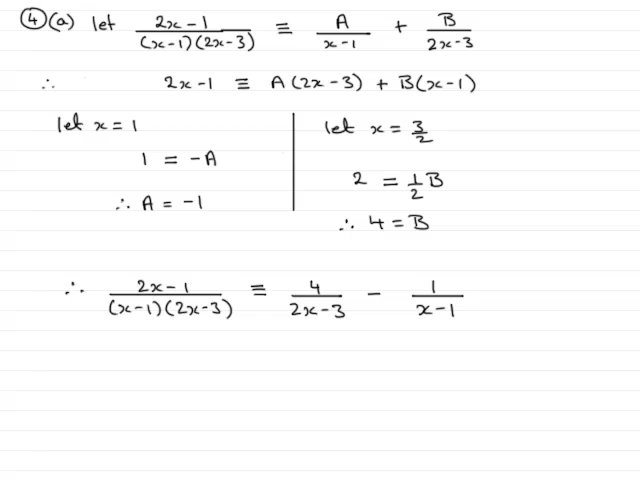 ④ (a) let (2x-1)/((x-1)(2x-3)) ≡ A/(x-1) + B/(2x-3)
∴ 2x-1 ≡ A(2x-3) + B(x-1)
let x = 1
1 = -A
∴ A = -1
let x = 3/2
2 = 1/2 B
∴ 4 = B
∴ (2x-1)/((x-1)(2x-3)) ≡ 4/(2x-3) - 1/(x-1)